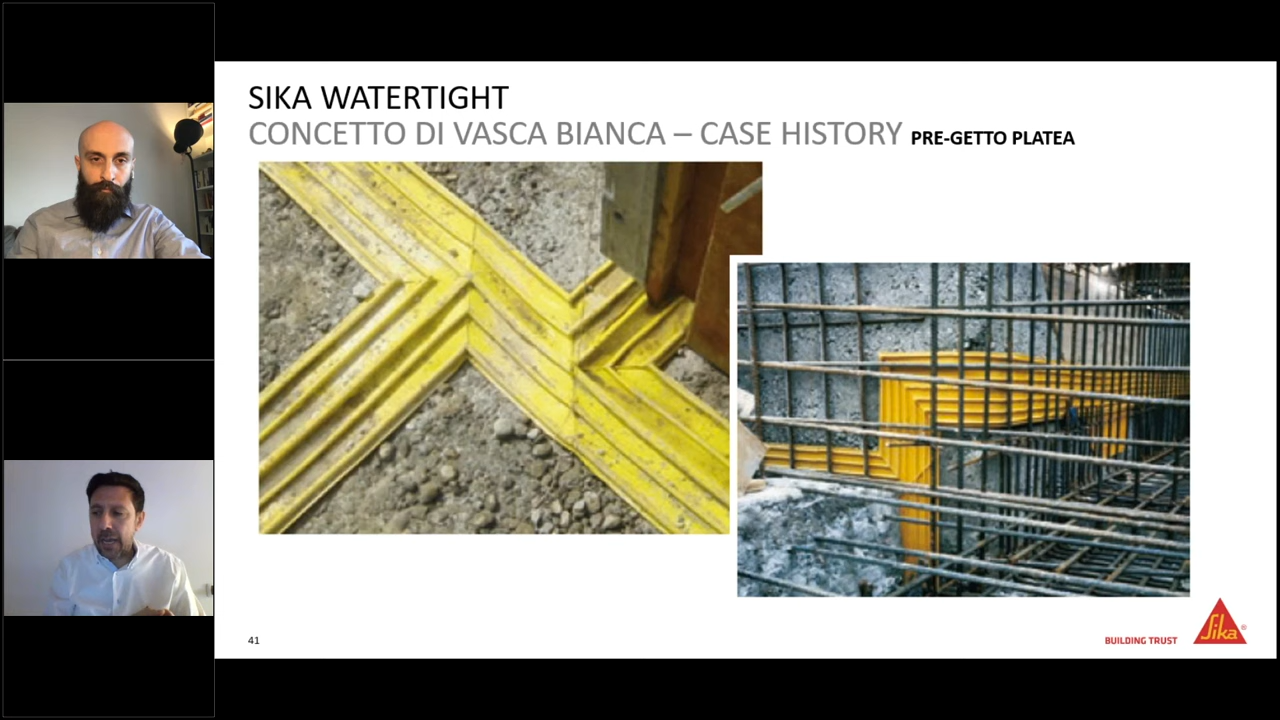 SIKA WATERTIGHT
CONCETTO DI VASCA BIANCA – CASE HISTORY PRE-GETTO PLATEA
41
BUILDING TRUST
Sika®